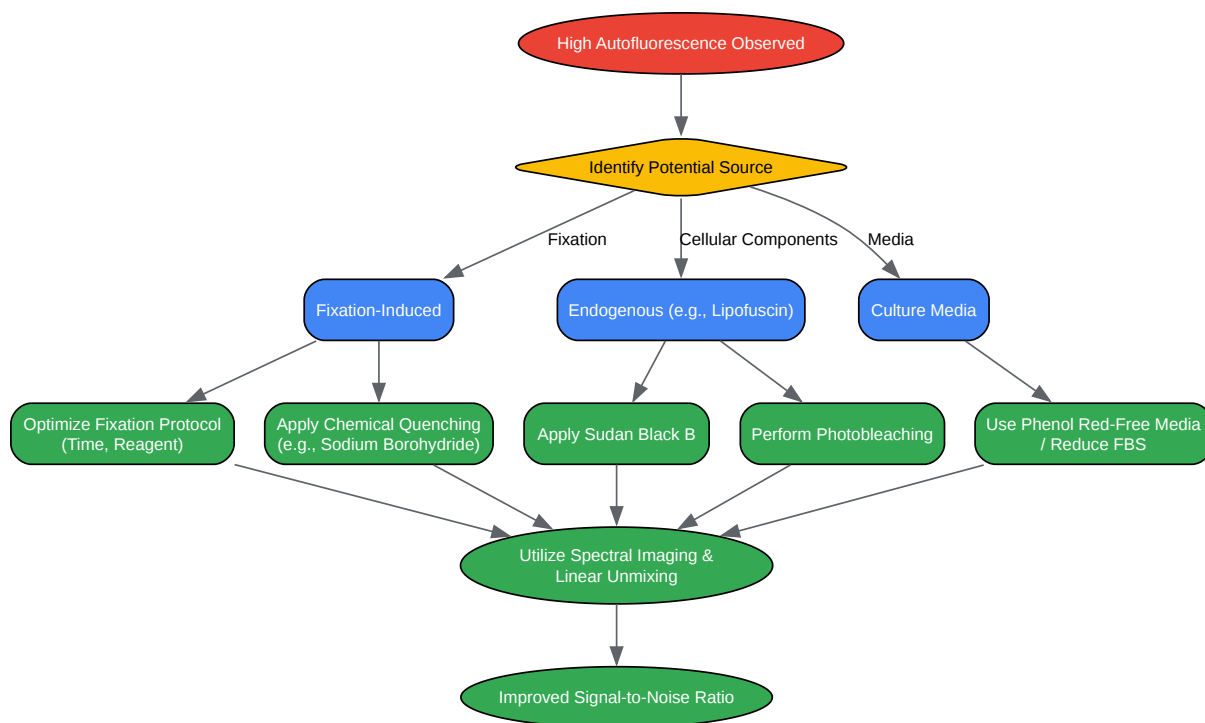 High Autofluorescence Observed
Identify Potential Source
Fixation
Cellular Components
Media
Fixation-Induced
Endogenous (e.g., Lipofuscin)
Culture Media
Optimize Fixation Protocol
(Time, Reagent)
Apply Chemical Quenching
(e.g., Sodium Borohydride)
Apply Sudan Black B
Perform Photobleaching
Use Phenol Red-Free Media
/ Reduce FBS
Utilize Spectral Imaging &
Linear Unmixing
Improved Signal-to-Noise Ratio